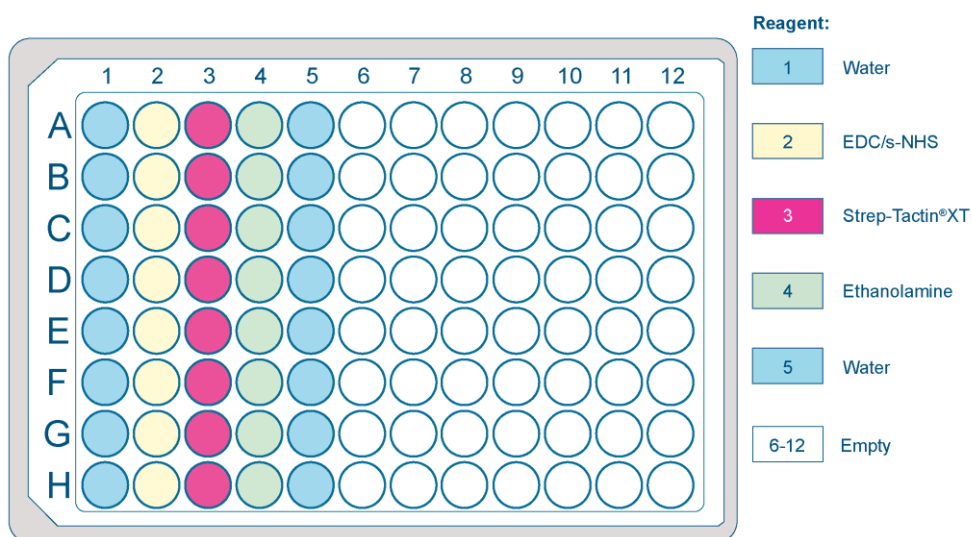 Reagent:
1 2 3 4 5 6 7 8 9 10 11 12
1 Water
A
2 EDC/s-NHS
B
3 Strep-Tactin®XT
C
D
4 Ethanolamine
E
5 Water
F
G
6-12 Empty
H